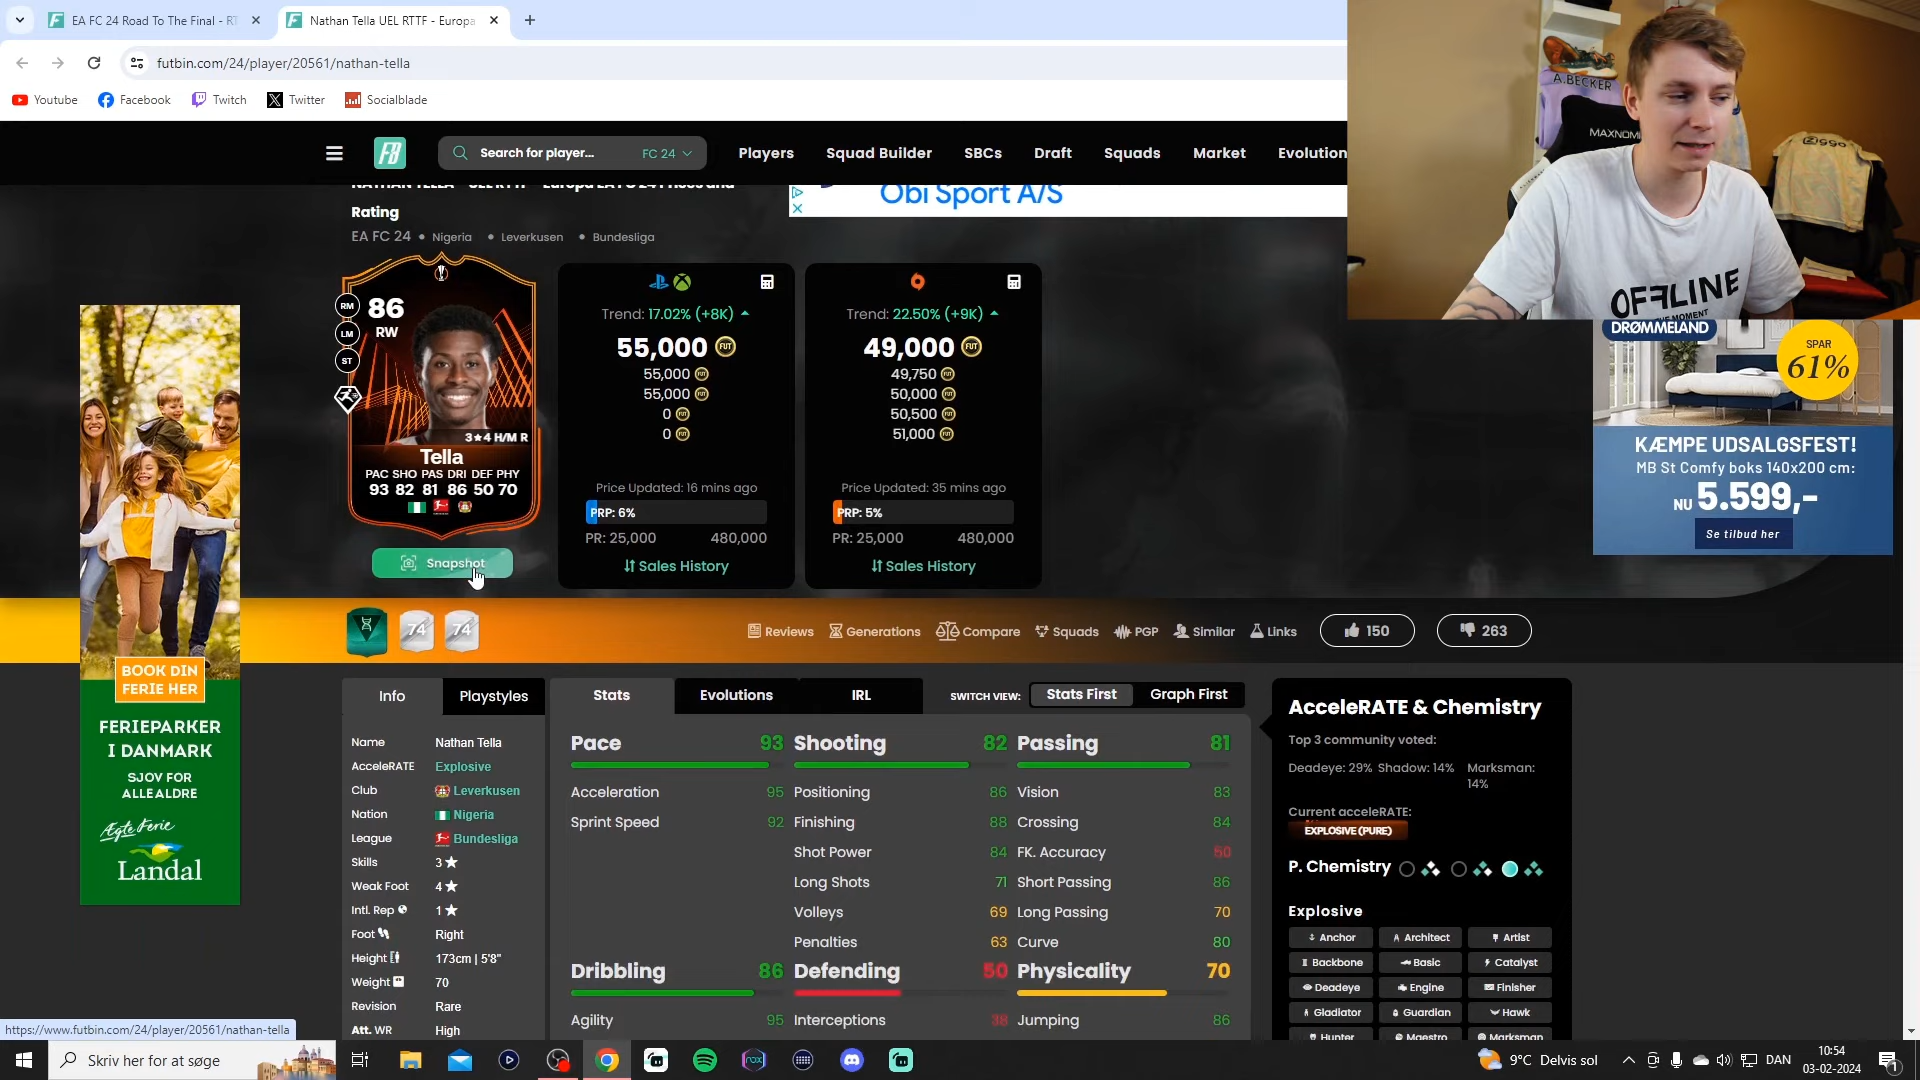 EA FC 24 Road To The Final - RT
Nathan Tella UEL RTTF - Europa
futbin.com/24/player/20561/nathan-tella
Youtube
Facebook
Twitch
Twitter
Socialblade
Search for player...
FC 24
Players
Squad Builder
SBCs
Draft
Squads
Market
Evolution
Rating
EA FC 24 • Nigeria • Leverkusen • Bundesliga
Obi Sport A/S
RM
LM
ST
86
RW
3★4 H/M R
Tella
PAC SHO PAS DRI DEF PHY
93 82 81 86 50 70
Snapshot
Trend: 17.02% (+8K)
55,000
55,000
55,000
0
0
Price Updated: 16 mins ago
PRP: 6%
PR: 25,000 480,000
Sales History
Trend: 22.50% (+9K)
49,000
49,750
50,000
50,500
51,000
Price Updated: 35 mins ago
PRP: 5%
PR: 25,000 480,000
Sales History
A.BECKER
MAXNOMI
Ziggo
OFFLINE
THE MOMENT
DRØMMELAND
SPAR
61%
KÆMPE UDSALGSFEST!
MB St Comfy boks 140x200 cm:
NU 5.599,-
Se tilbud her
BOOK DIN
FERIE HER
FERIEPARKER
I DANMARK
SJOV FOR
ALLE ALDRE
Ægte Ferie
Landal
74
74
Reviews
Generations
Compare
Squads
PGP
Similar
Links
150
263
Info
Playstyles
Name Nathan Tella
AcceleRATE Explosive
Club Leverkusen
Nation Nigeria
League Bundesliga
Skills 3★
Weak Foot 4★
Intl. Rep 1★
Foot Right
Height 173cm | 5'8"
Weight 70
Revision Rare
Att. WR High
Stats
Evolutions
IRL
SWITCH VIEW:
Stats First
Graph First
Pace 93
Acceleration 95
Sprint Speed 92
Shooting 82
Positioning 86
Finishing 88
Shot Power 84
Long Shots 71
Volleys 69
Penalties 63
Passing 81
Vision 83
Crossing 84
FK. Accuracy 50
Short Passing 86
Long Passing 70
Curve 80
Dribbling 86
Agility 95
Defending 50
Interceptions 38
Physicality 70
Jumping 86
AcceleRATE & Chemistry
Top 3 community voted:
Deadeye: 29% Shadow: 14% Marksman:
14%
Current acceleRATE:
EXPLOSIVE (PURE)
P. Chemistry
Explosive
Anchor
Architect
Artist
Backbone
Basic
Catalyst
Deadeye
Engine
Finisher
Gladiator
Guardian
Hawk
Hunter
Maestro
Marksman
https://www.futbin.com/24/player/20561/nathan-tella
Skriv her for at søge
9°C Delvis sol
DAN
10:54
03-02-2024
1